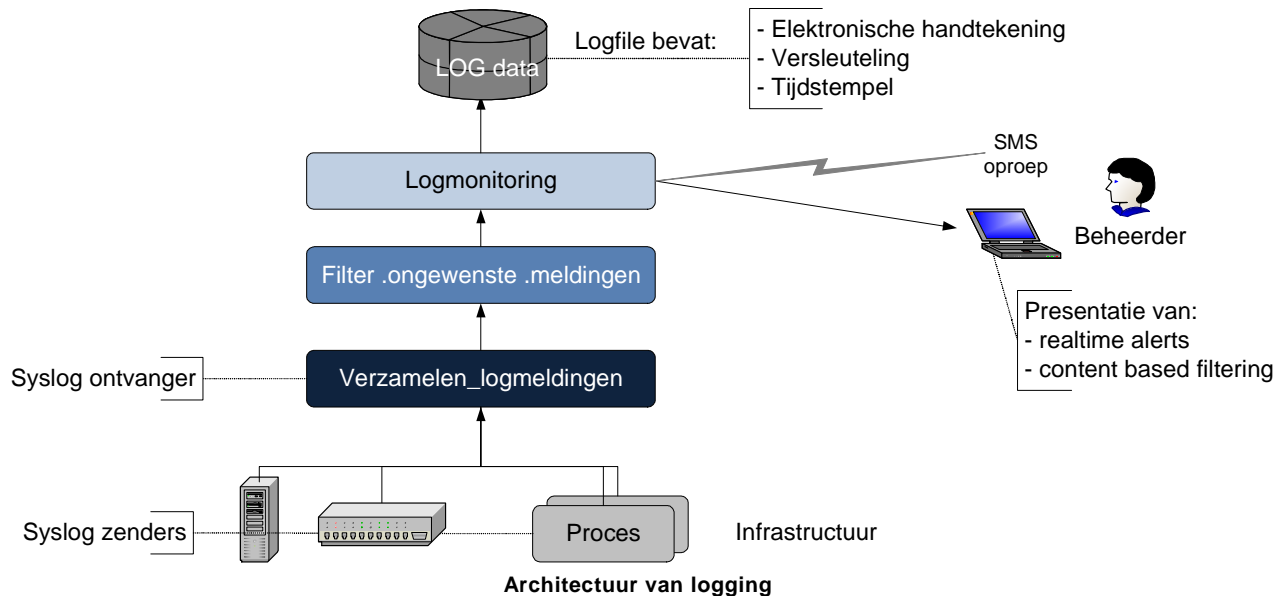 LOG data
Logfile bevat:
- Elektronische handtekening
- Versleuteling
- Tijdstempel
Logmonitoring
SMS
oproep
Beheerder
Filter .ongewenste .meldingen
Presentatie van:
- realtime alerts
- content based filtering
Syslog ontvanger
Verzamelen_logmeldingen
Syslog zenders
Proces
Infrastructuur
Architectuur van logging